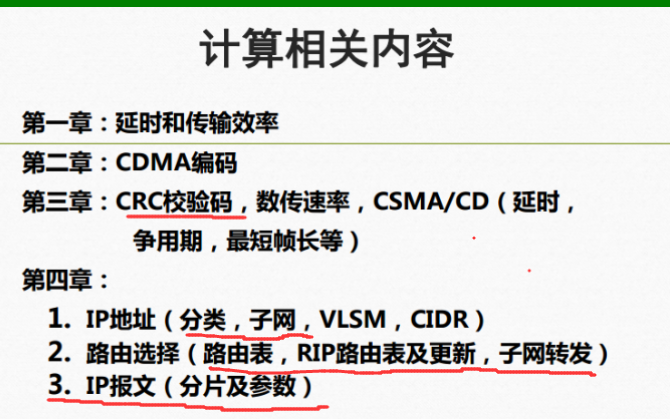 计算相关内容
第一章：延时和传输效率
第二章：CDMA编码
第三章：CRC校验码，数传速率，CSMA/CD（延时，
争用期，最短帧长等）
第四章：
1. IP地址（分类，子网，VLSM，CIDR）
2. 路由选择（路由表，RIP路由表及更新，子网转发）
3. IP报文（分片及参数）